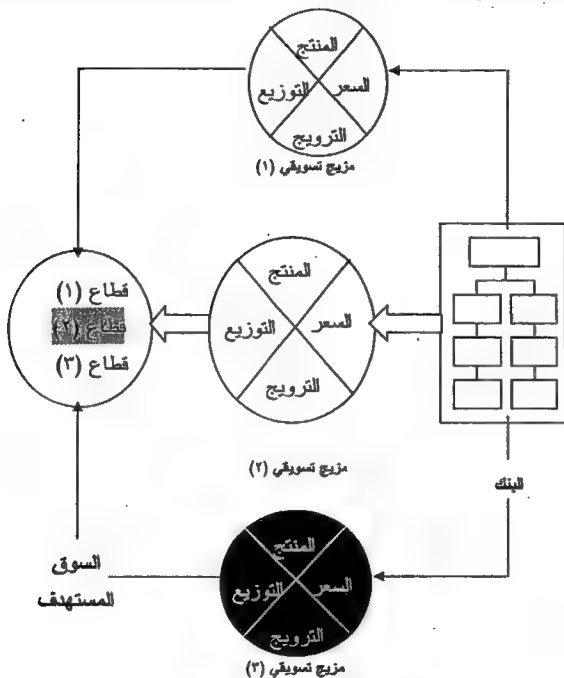 المنتج
السعر
التوزيع
الترويج
مزيج تسويقي (١)
قطاع (١)
قطاع (٢)
قطاع (٣)
المنتج
السعر
التوزيع
الترويج
مزيج تسويقي (٢)
البنك
السوق
المستهدف
المنتج
السعر
التوزيع
الترويج
مزيج تسويقي (٣)